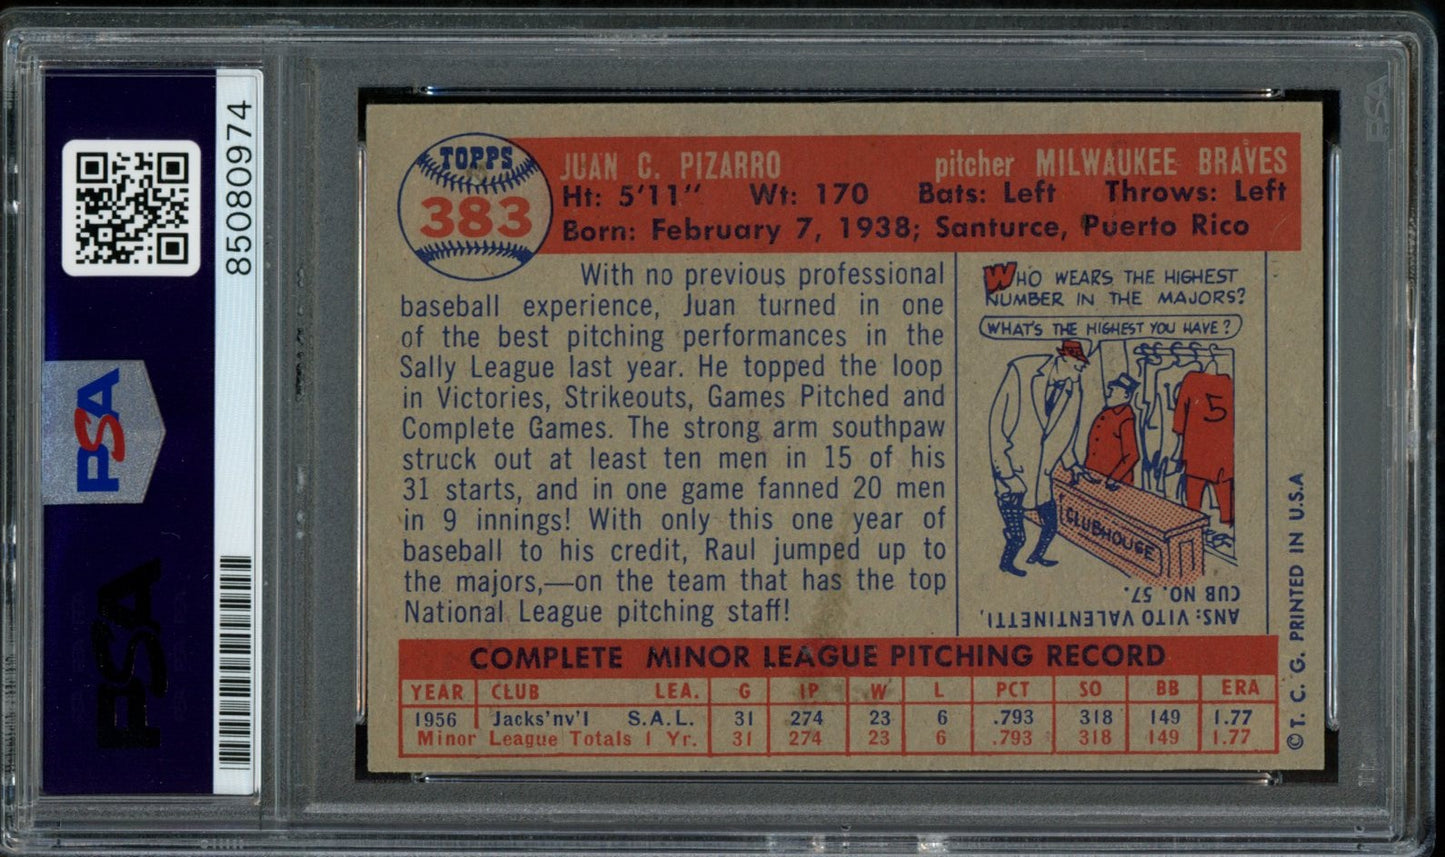 85080974
PSA
PSA
PSA
TOPPS
383
JUAN C. PIZARRO pitcher MILWAUKEE BRAVES
Ht: 5'11" Wt: 170 Bats: Left Throws: Left
Born: February 7, 1938; Santurce, Puerto Rico
With no previous professional
baseball experience, Juan turned in one
of the best pitching performances in the
Sally League last year. He topped the loop
in Victories, Strikeouts, Games Pitched and
Complete Games. The strong arm southpaw
struck out at least ten men in 15 of his
31 starts, and in one game fanned 20 men
in 9 innings! With only this one year of
baseball to his credit, Raul jumped up to
the majors,—on the team that has the top
National League pitching staff!
WHO WEARS THE HIGHEST
NUMBER IN THE MAJORS?
WHAT'S THE HIGHEST YOU HAVE?
5
CLUBHOUSE
ANS: VITO VALENTINETTI,
CUB NO. 57.
COMPLETE MINOR LEAGUE PITCHING RECORD
YEAR CLUB LEA. G IP W L PCT SO BB ERA
1956 Jacks'nv'l S.A.L. 31 274 23 6 .793 318 149 1.77
Minor League Totals 1 Yr. 31 274 23 6 .793 318 149 1.77
© T. C. G. PRINTED IN U.S.A